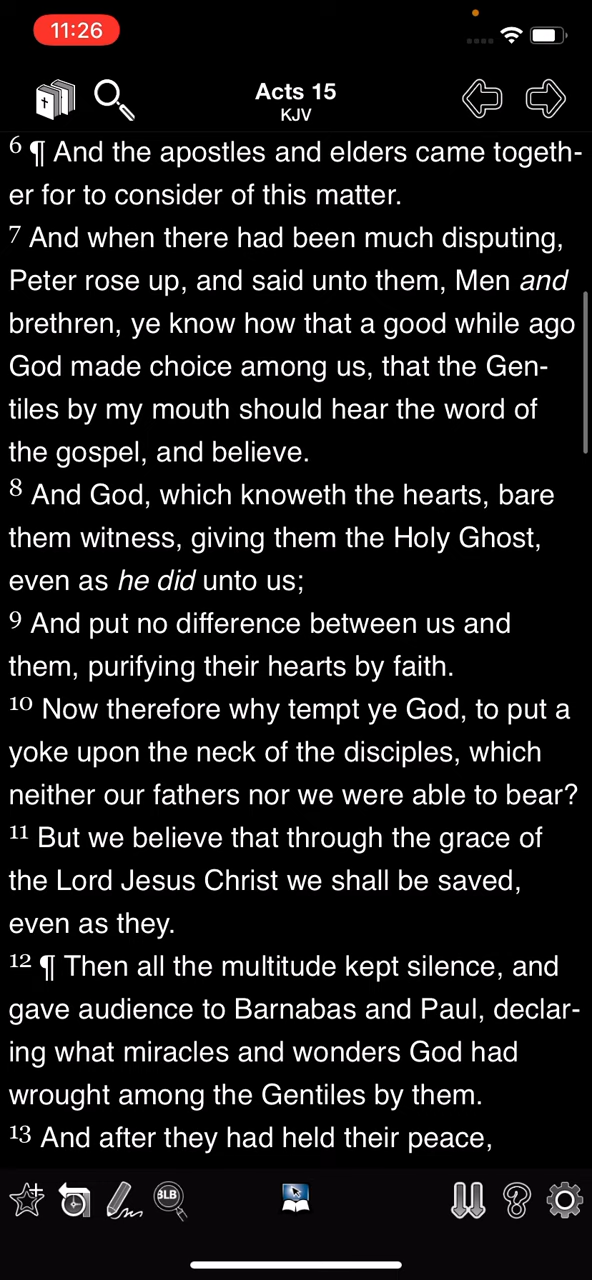 11:26
Acts 15
KJV
6 ¶ And the apostles and elders came togeth-
er for to consider of this matter.
7 And when there had been much disputing,
Peter rose up, and said unto them, Men and
brethren, ye know how that a good while ago
God made choice among us, that the Gen-
tiles by my mouth should hear the word of
the gospel, and believe.
8 And God, which knoweth the hearts, bare
them witness, giving them the Holy Ghost,
even as he did unto us;
9 And put no difference between us and
them, purifying their hearts by faith.
10 Now therefore why tempt ye God, to put a
yoke upon the neck of the disciples, which
neither our fathers nor we were able to bear?
11 But we believe that through the grace of
the Lord Jesus Christ we shall be saved,
even as they.
12 ¶ Then all the multitude kept silence, and
gave audience to Barnabas and Paul, declar-
ing what miracles and wonders God had
wrought among the Gentiles by them.
13 And after they had held their peace,
BLB